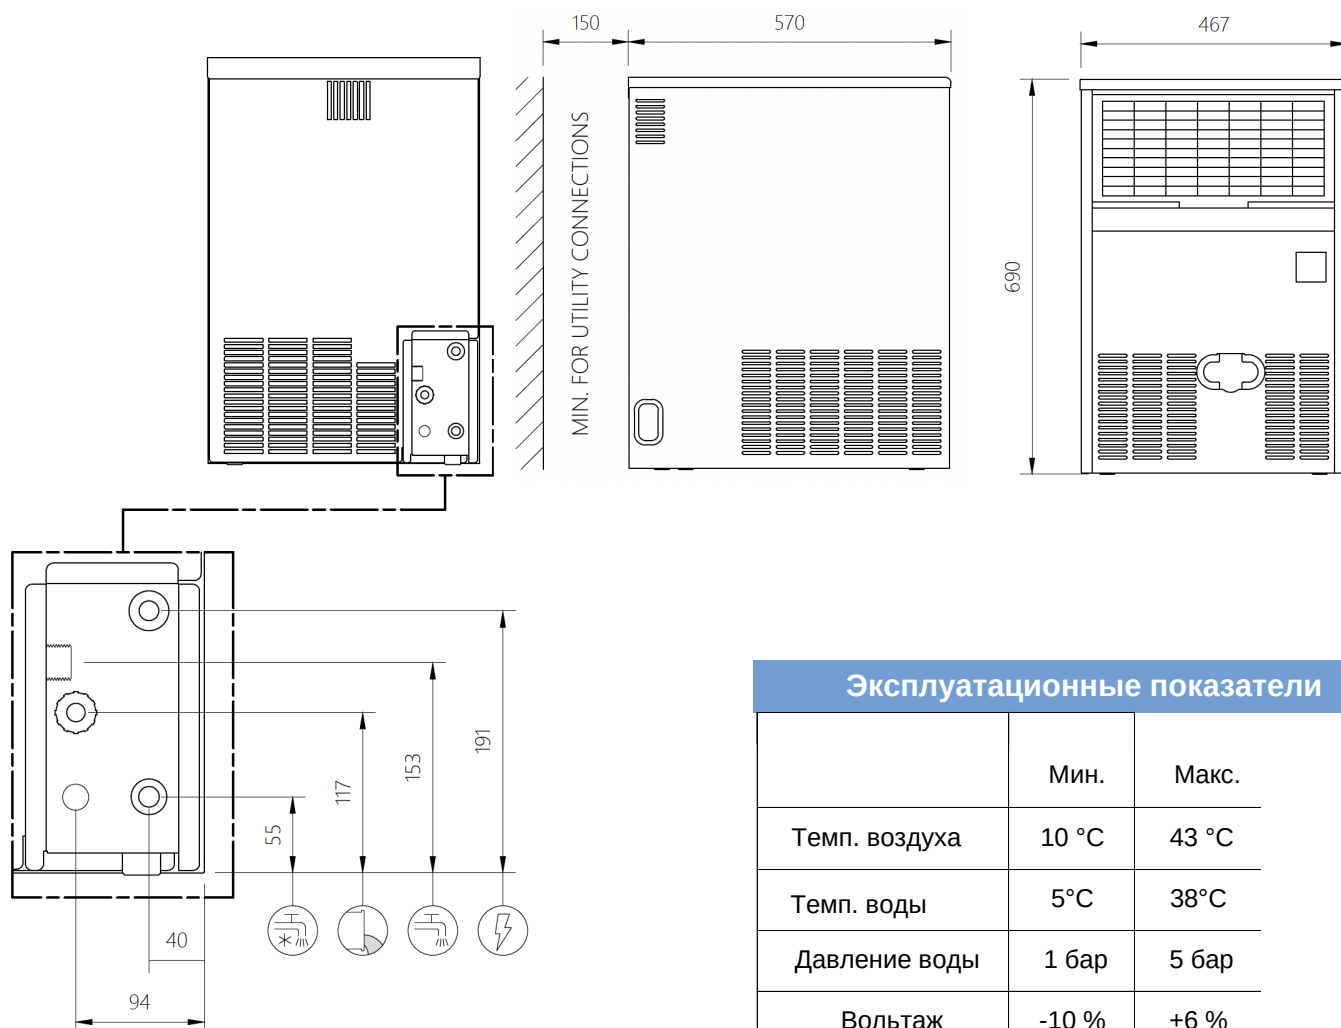 150
570
467
MIN. FOR UTILITY CONNECTIONS
690
191
153
117
55
40
94
Эксплуатационные показатели
Мин. Макс.
Темп. воздуха 10 °C 43 °C
Темп. воды 5°C 38°C
Давление воды 1 бар 5 бар
Вольтаж -10 % +6 %